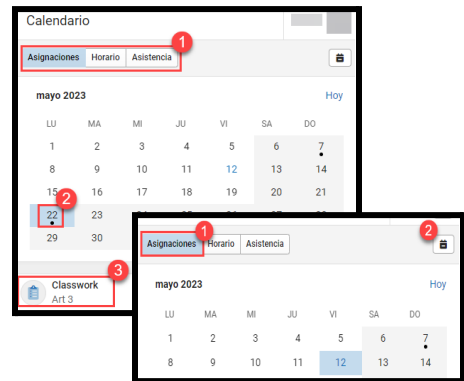 Calendario
1
Asignaciones Horario Asistencia
mayo 2023 Hoy
LU MA MI JU VI SA DO
1 2 3 4 5 6 7
8 9 10 11 12 13 14
15 16 17 18 19 20 21
2
22 23
29 30
3
Classwork
Art 3
1
2
Asignaciones Horario Asistencia
mayo 2023 Hoy
LU MA MI JU VI SA DO
1 2 3 4 5 6 7
8 9 10 11 12 13 14